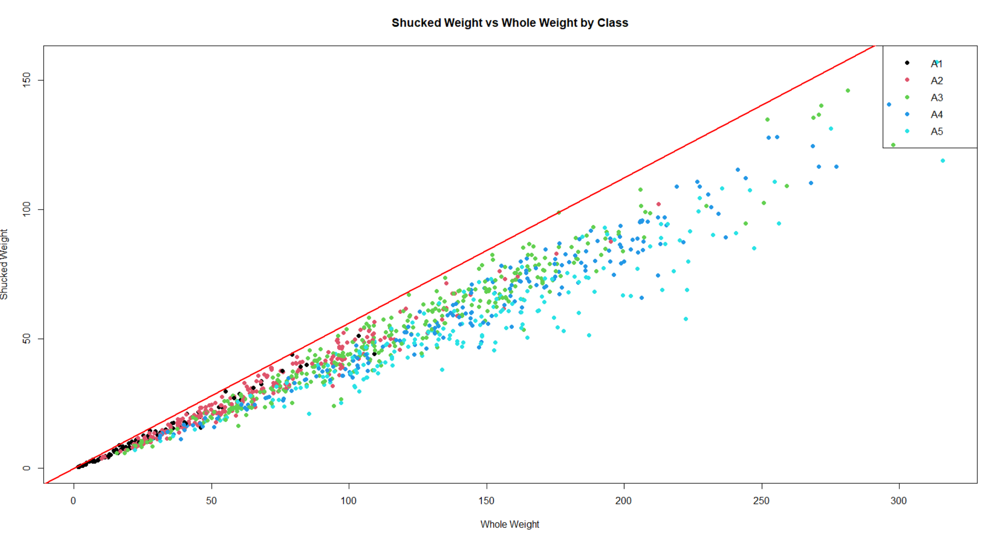 Shucked Weight vs Whole Weight by Class
A1
A2
A3
A4
A5
150
100
50
0
Shucked Weight
0 50 100 150 200 250 300
Whole Weight